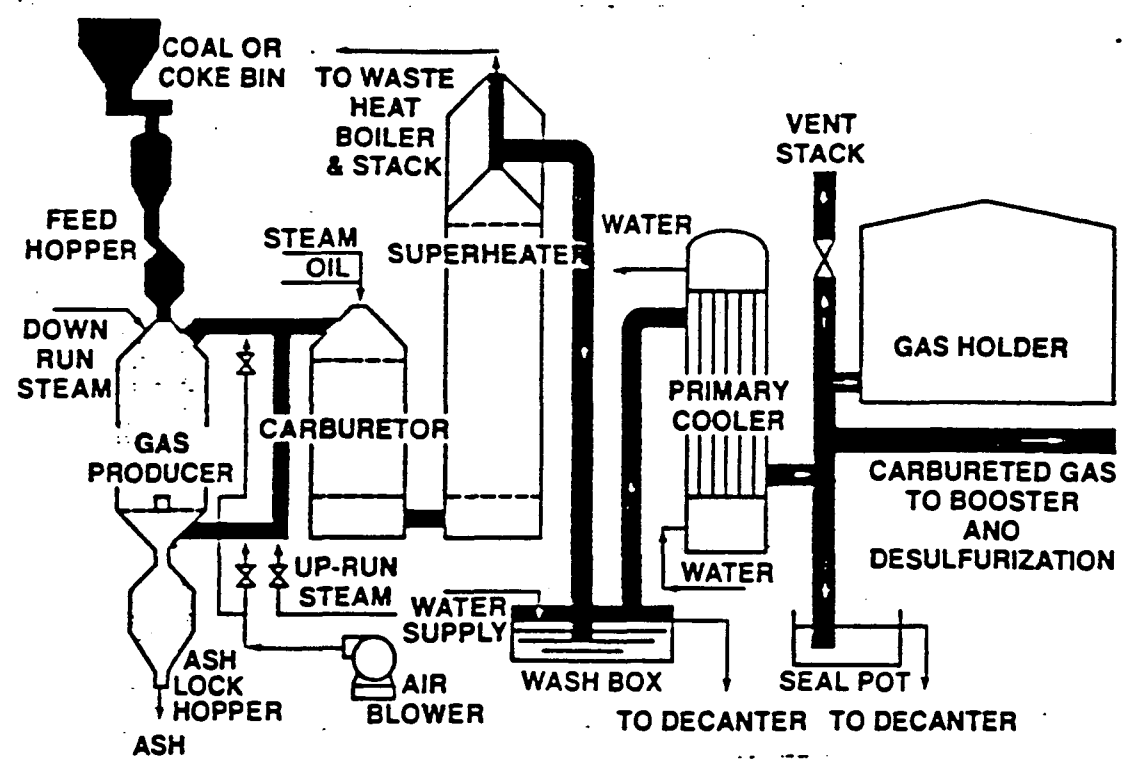 COAL OR
COKE BIN
TO WASTE
HEAT
BOILER
& STACK
VENT
STACK
FEED
HOPPER
STEAM
OIL
SUPERHEATER
WATER
DOWN
RUN
STEAM
GAS HOLDER
PRIMARY
COOLER
CARBURETOR
GAS
PRODUCER
CARBURETED GAS
TO BOOSTER
ANO
DESULFURIZATION
UP-RUN
STEAM
WATER
WATER
SUPPLY
ASH
LOCK
HOPPER
AIR
BLOWER
WASH BOX
SEAL POT
TO DECANTER
TO DECANTER
ASH